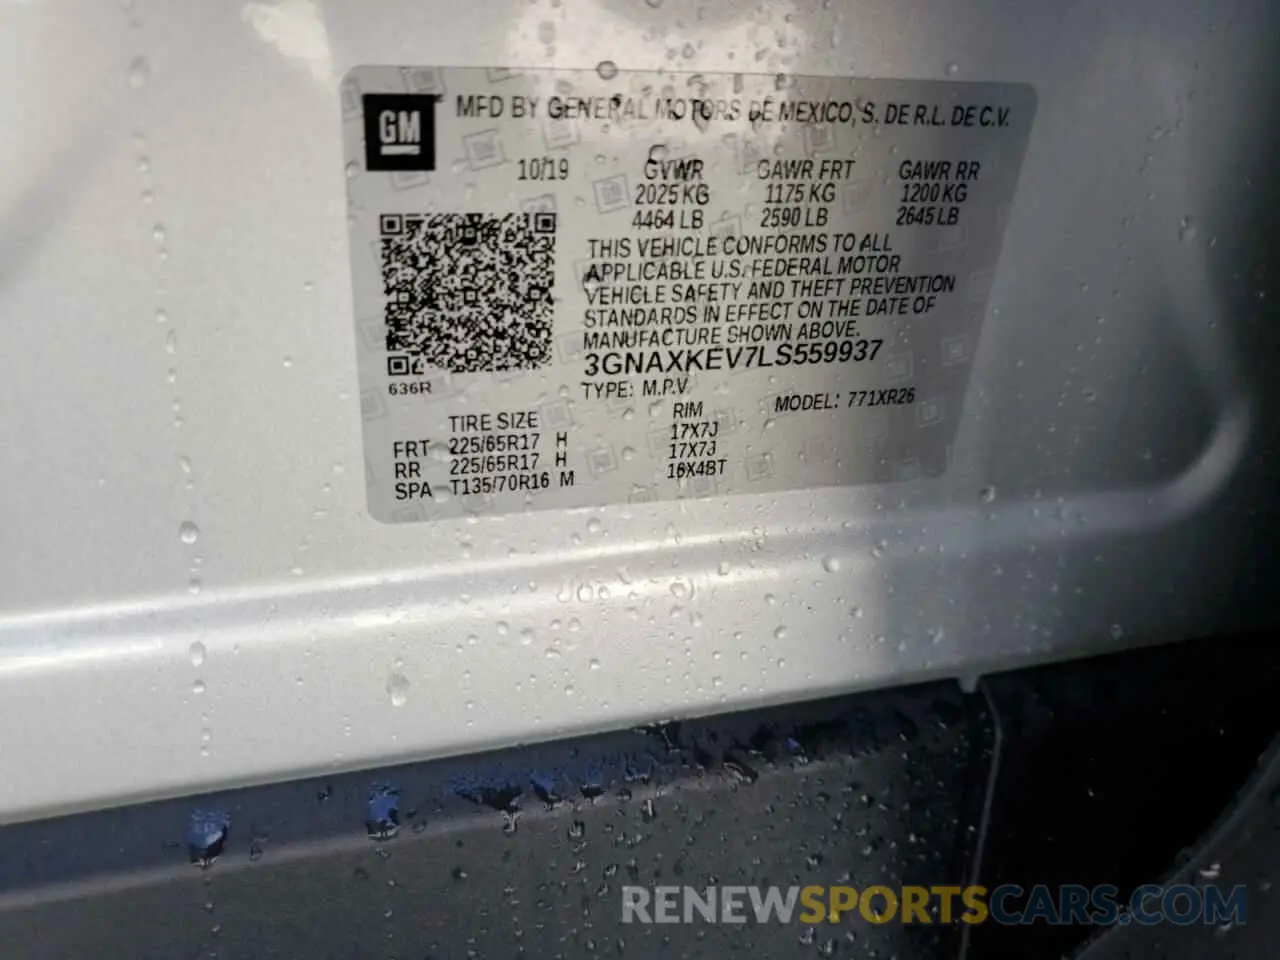 GM
MFD BY GENERAL MOTORS DE MEXICO, S. DE R.L. DE C.V.
10/19 GVWR GAWR FRT GAWR RR
2025 KG 1175 KG 1200 KG
4464 LB 2590 LB 2645 LB
THIS VEHICLE CONFORMS TO ALL
APPLICABLE U.S. FEDERAL MOTOR
VEHICLE SAFETY AND THEFT PREVENTION
STANDARDS IN EFFECT ON THE DATE OF
MANUFACTURE SHOWN ABOVE.
3GNAXKEV7LS559937
636R
TYPE: M.P.V. MODEL: 771XR26
TIRE SIZE RIM
FRT 225/65R17 H 17X7J
RR 225/65R17 H 17X7J
SPA T135/70R16 M 16X4BT
RENEWSPORTSCARS.COM